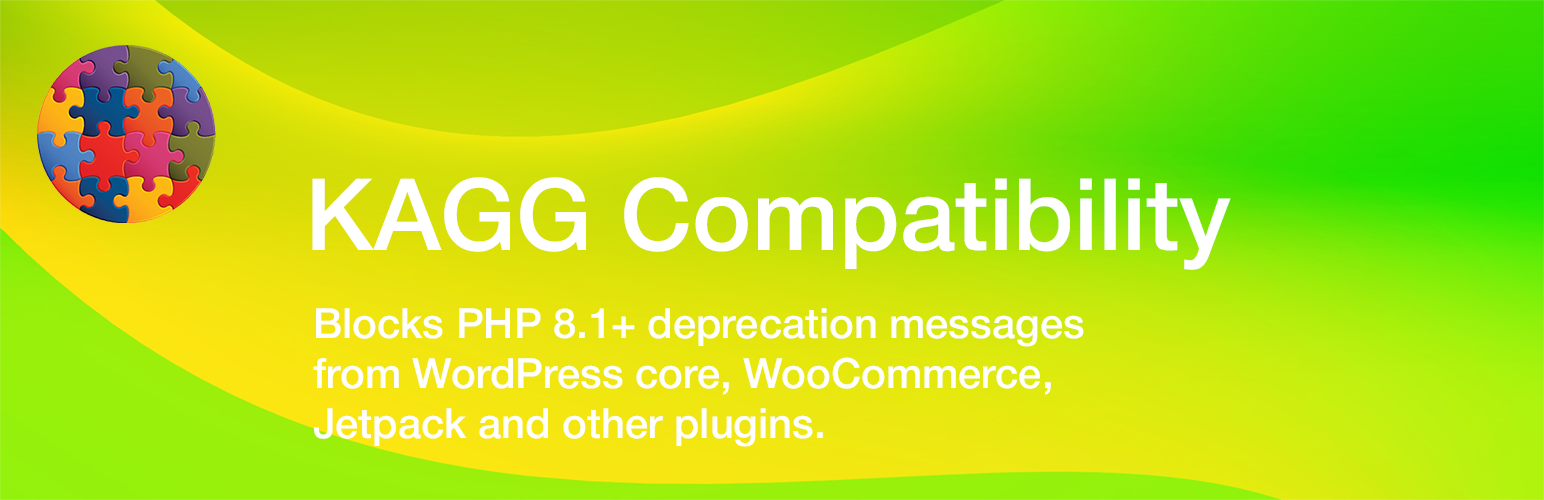 KAGG Compatibility
Blocks PHP 8.1+ deprecation messages
from WordPress core, WooCommerce,
Jetpack and other plugins.